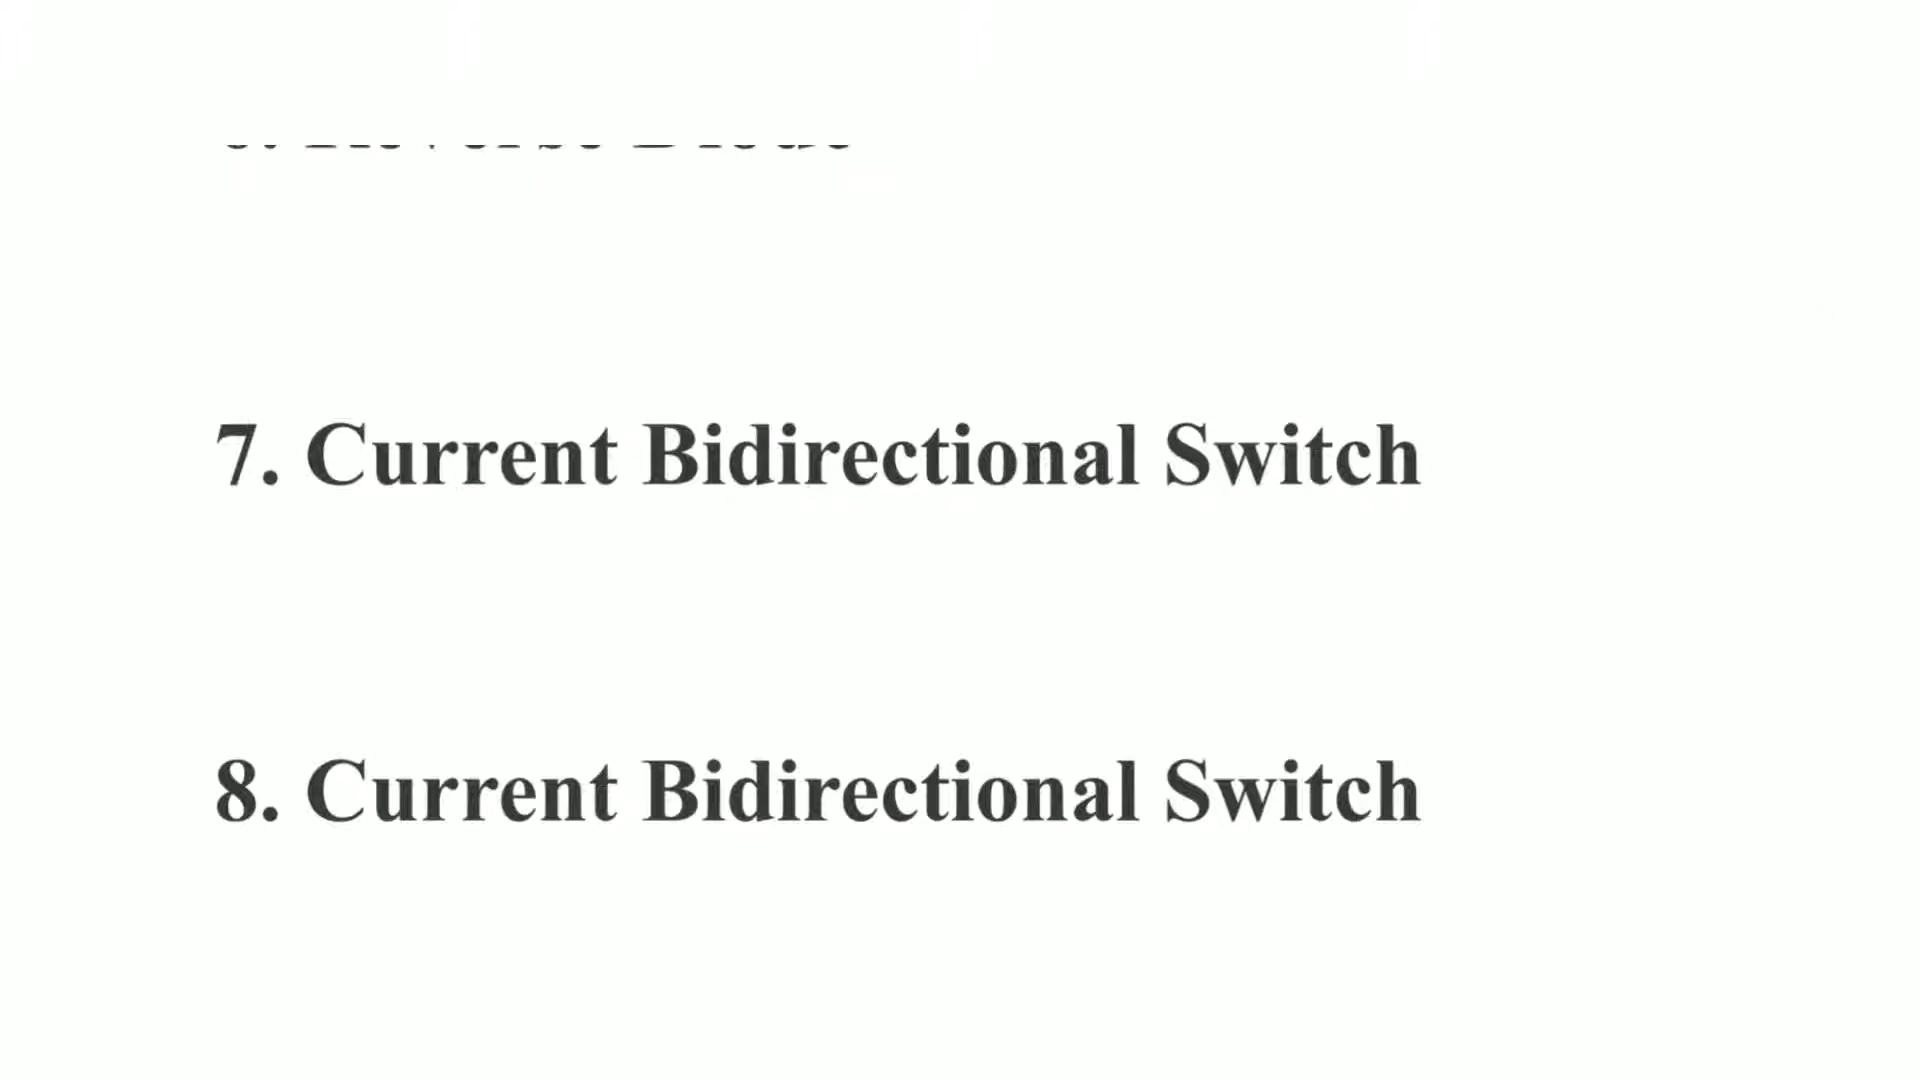 7. Current Bidirectional Switch
8. Current Bidirectional Switch